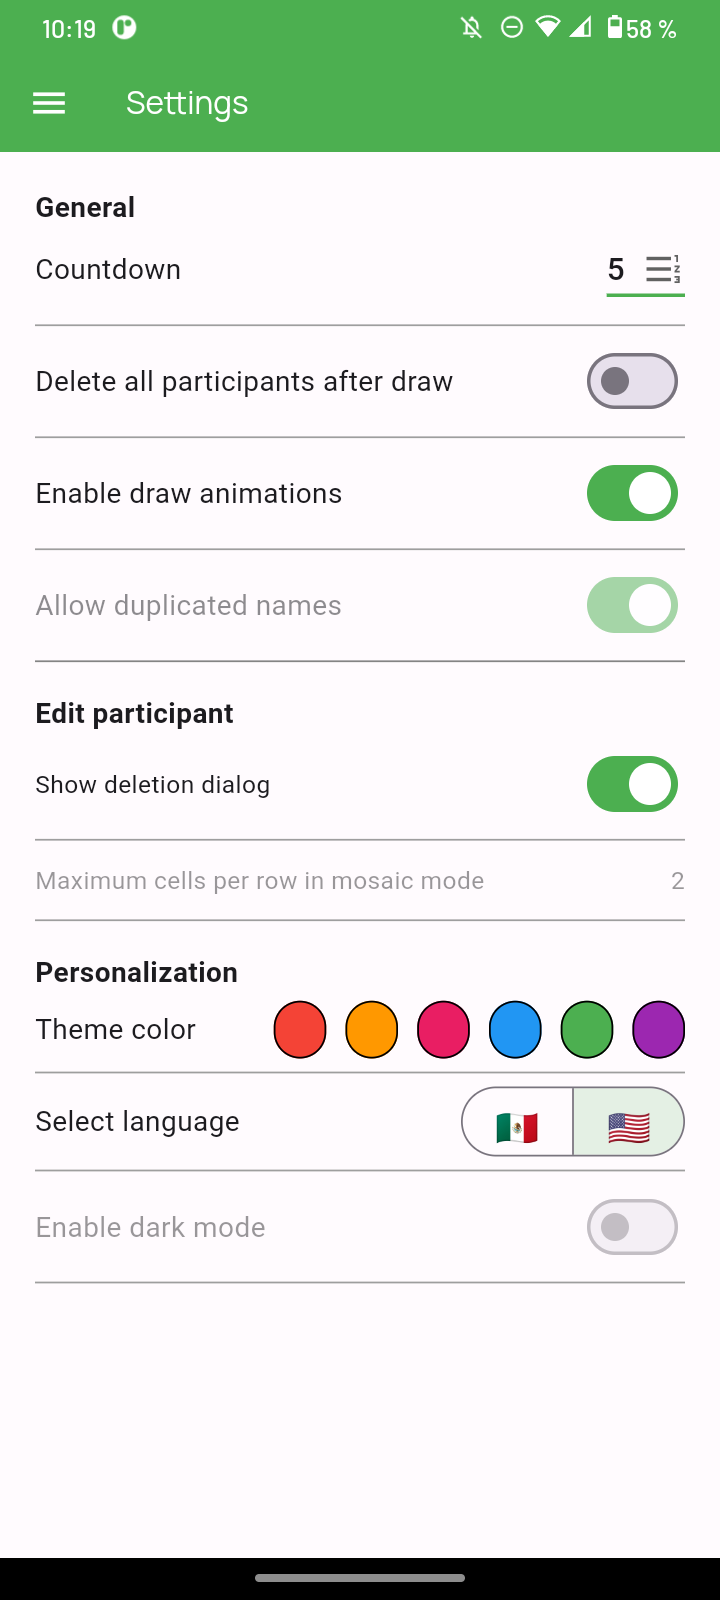 10:19 58 %
Settings
General
Countdown 5
Delete all participants after draw
Enable draw animations
Allow duplicated names
Edit participant
Show deletion dialog
Maximum cells per row in mosaic mode 2
Personalization
Theme color
Select language
Enable dark mode